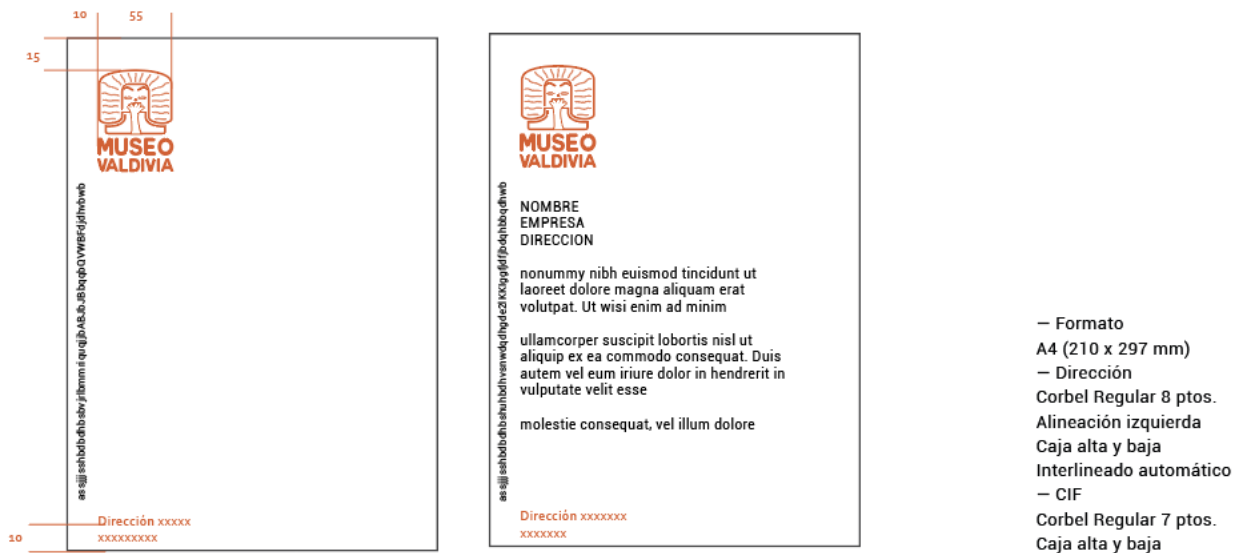 10
55
15
MUSEO
VALDIVIA
Dirección xxxxx
xxxxxxxxx
10
MUSEO
VALDIVIA
NOMBRE
EMPRESA
DIRECCION
nonummy nibh euismod tincidunt ut
laoreet dolore magna aliquam erat
volutpat. Ut wisi enim ad minim
ullamcorper suscipit lobortis nisl ut
aliquip ex ea commodo consequat. Duis
autem vel eum iriure dolor in hendrerit in
vulputate velit esse
molestie consequat, vel illum dolore
Dirección xxxxxxx
xxxxxxx
— Formato
A4 (210 x 297 mm)
— Dirección
Corbel Regular 8 ptos.
Alineación izquierda
Caja alta y baja
Interlineado automático
— CIF
Corbel Regular 7 ptos.
Caja alta y baja